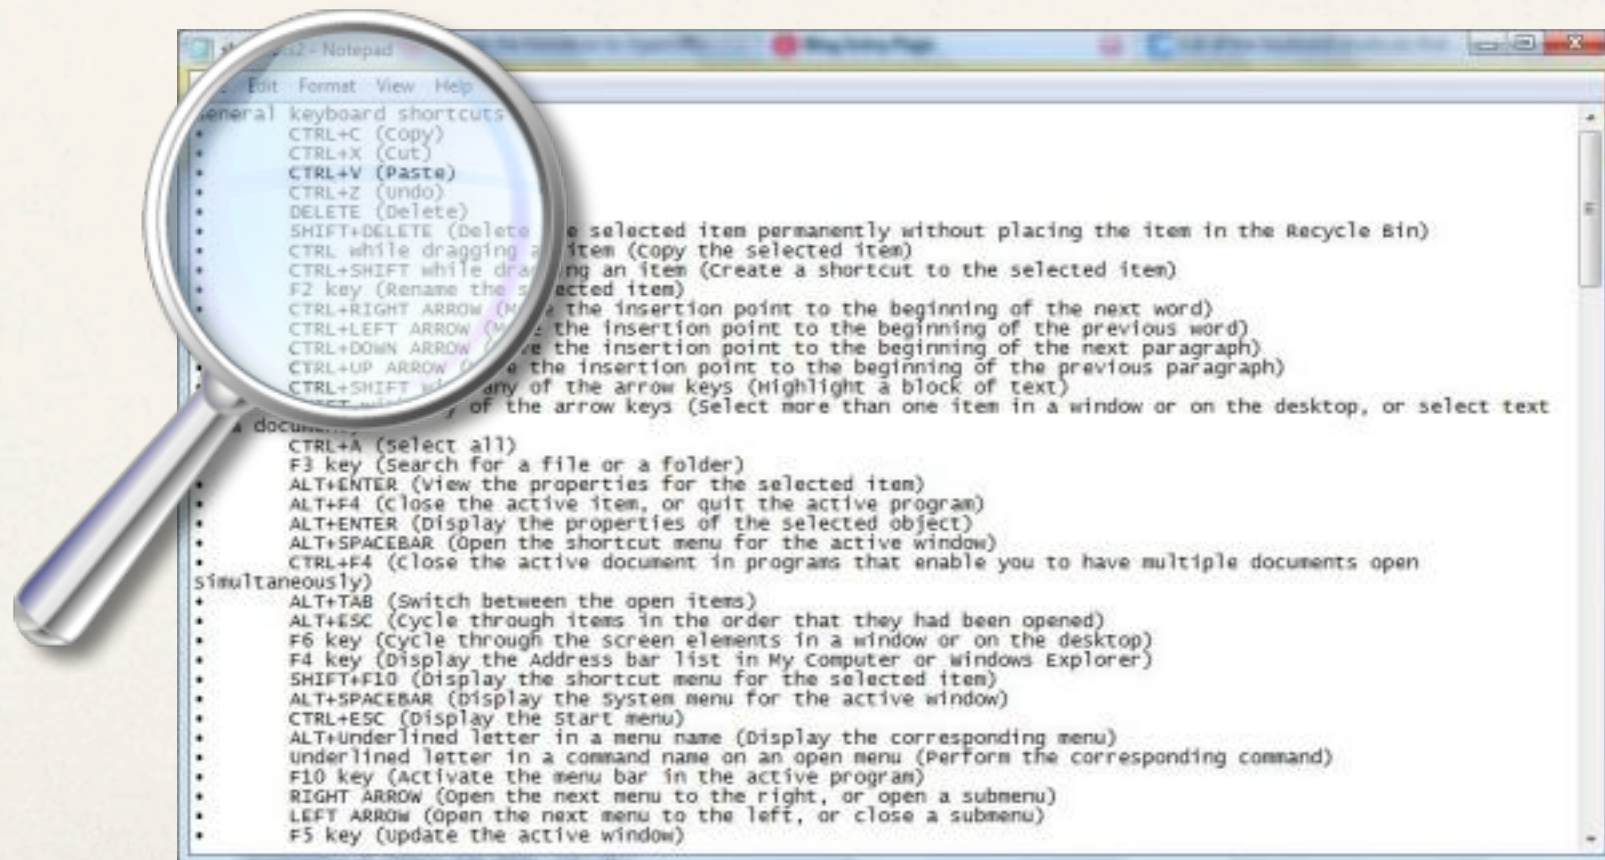 s2 - Notepad
Edit Format View Help
General keyboard shortcuts
• CTRL+C (Copy)
• CTRL+X (Cut)
• CTRL+V (Paste)
• CTRL+Z (Undo)
• DELETE (Delete)
• SHIFT+DELETE (Delete selected item permanently without placing the item in the Recycle Bin)
• CTRL while dragging item (Copy the selected item)
• CTRL+SHIFT while dragging an item (Create a shortcut to the selected item)
• F2 key (Rename the selected item)
• CTRL+RIGHT ARROW (Move the insertion point to the beginning of the next word)
• CTRL+LEFT ARROW (Move the insertion point to the beginning of the previous word)
• CTRL+DOWN ARROW (Move the insertion point to the beginning of the next paragraph)
• CTRL+UP ARROW (Move the insertion point to the beginning of the previous paragraph)
CTRL+SHIFT with any of the arrow keys (Highlight a block of text)
of the arrow keys (Select more than one item in a window or on the desktop, or select text
a document)
CTRL+A (Select all)
F3 key (Search for a file or a folder)
• ALT+ENTER (View the properties for the selected item)
• ALT+F4 (Close the active item, or quit the active program)
• ALT+ENTER (Display the properties of the selected object)
• ALT+SPACEBAR (Open the shortcut menu for the active window)
• CTRL+F4 (Close the active document in programs that enable you to have multiple documents open
simultaneously)
• ALT+TAB (Switch between the open items)
• ALT+ESC (Cycle through items in the order that they had been opened)
• F6 key (Cycle through the screen elements in a window or on the desktop)
• F4 key (Display the Address bar list in My Computer or Windows Explorer)
• SHIFT+F10 (Display the shortcut menu for the selected item)
• ALT+SPACEBAR (Display the System menu for the active window)
• CTRL+ESC (Display the Start menu)
• ALT+Underlined letter in a menu name (Display the corresponding menu)
• Underlined letter in a command name on an open menu (Perform the corresponding command)
• F10 key (Activate the menu bar in the active program)
• RIGHT ARROW (Open the next menu to the right, or open a submenu)
• LEFT ARROW (Open the next menu to the left, or close a submenu)
• F5 key (Update the active window)